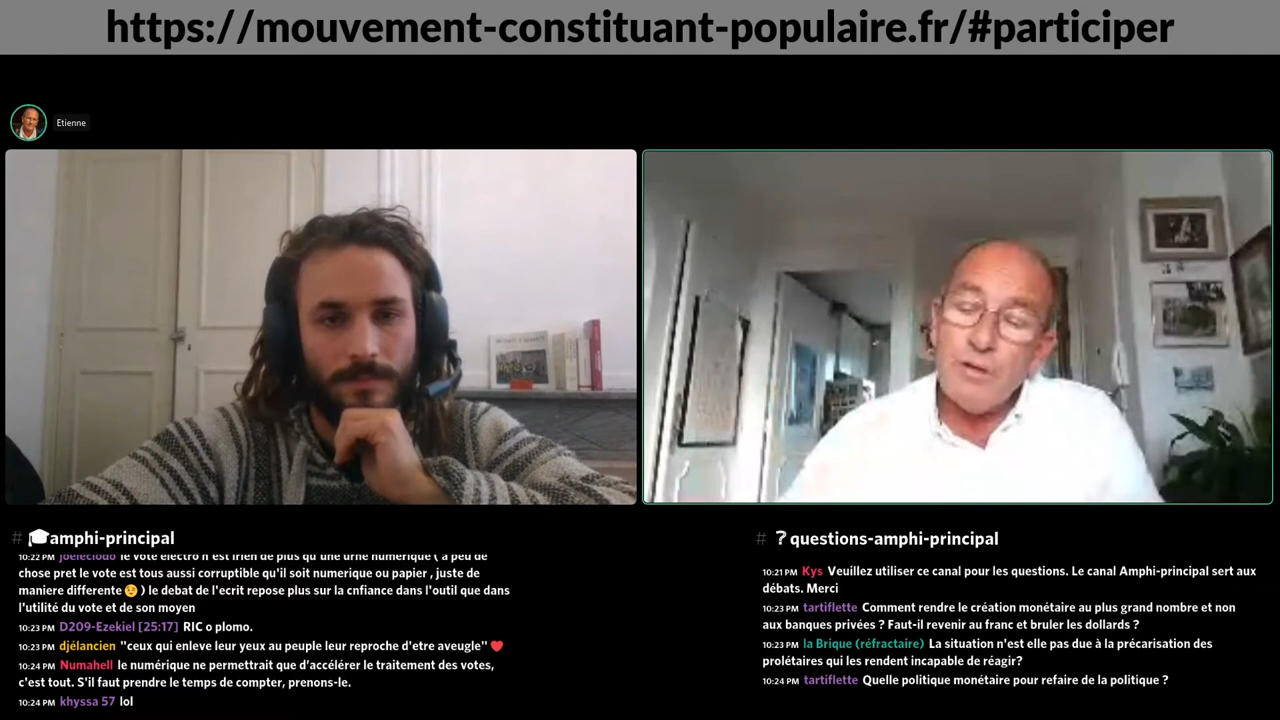 https://mouvement-constituant-populaire.fr/#participer
Etienne
# 🎓amphi-principal
10:22 PM joeleclodo le vote electro n'est irien de plus qu'une urne numerique ( a peu de
chose pret le vote est tous aussi corruptible qu'il soit numerique ou papier , juste de
maniere differente 😉 ) le debat de l'ecrit repose plus sur la cnfiance dans l'outil que dans
l'utilité du vote et de son moyen
10:23 PM D209-Ezekiel [25:17] RIC o plomo.
10:23 PM djélancien "ceux qui enleve leur yeux au peuple leur reproche d'etre aveugle" ❤️
10:24 PM Numahell le numérique ne permettrait que d'accélérer le traitement des votes,
c'est tout. S'il faut prendre le temps de compter, prenons-le.
10:24 PM khyssa 57 lol
# ❔questions-amphi-principal
10:21 PM Kys Veuillez utiliser ce canal pour les questions. Le canal Amphi-principal sert aux
débats. Merci
10:23 PM tartiflette Comment rendre le création monétaire au plus grand nombre et non
aux banques privées ? Faut-il revenir au franc et bruler les dollards ?
10:23 PM la Brique (réfractaire) La situation n'est elle pas due à la précarisation des
prolétaires qui les rendent incapable de réagir?
10:24 PM tartiflette Quelle politique monétaire pour refaire de la politique ?